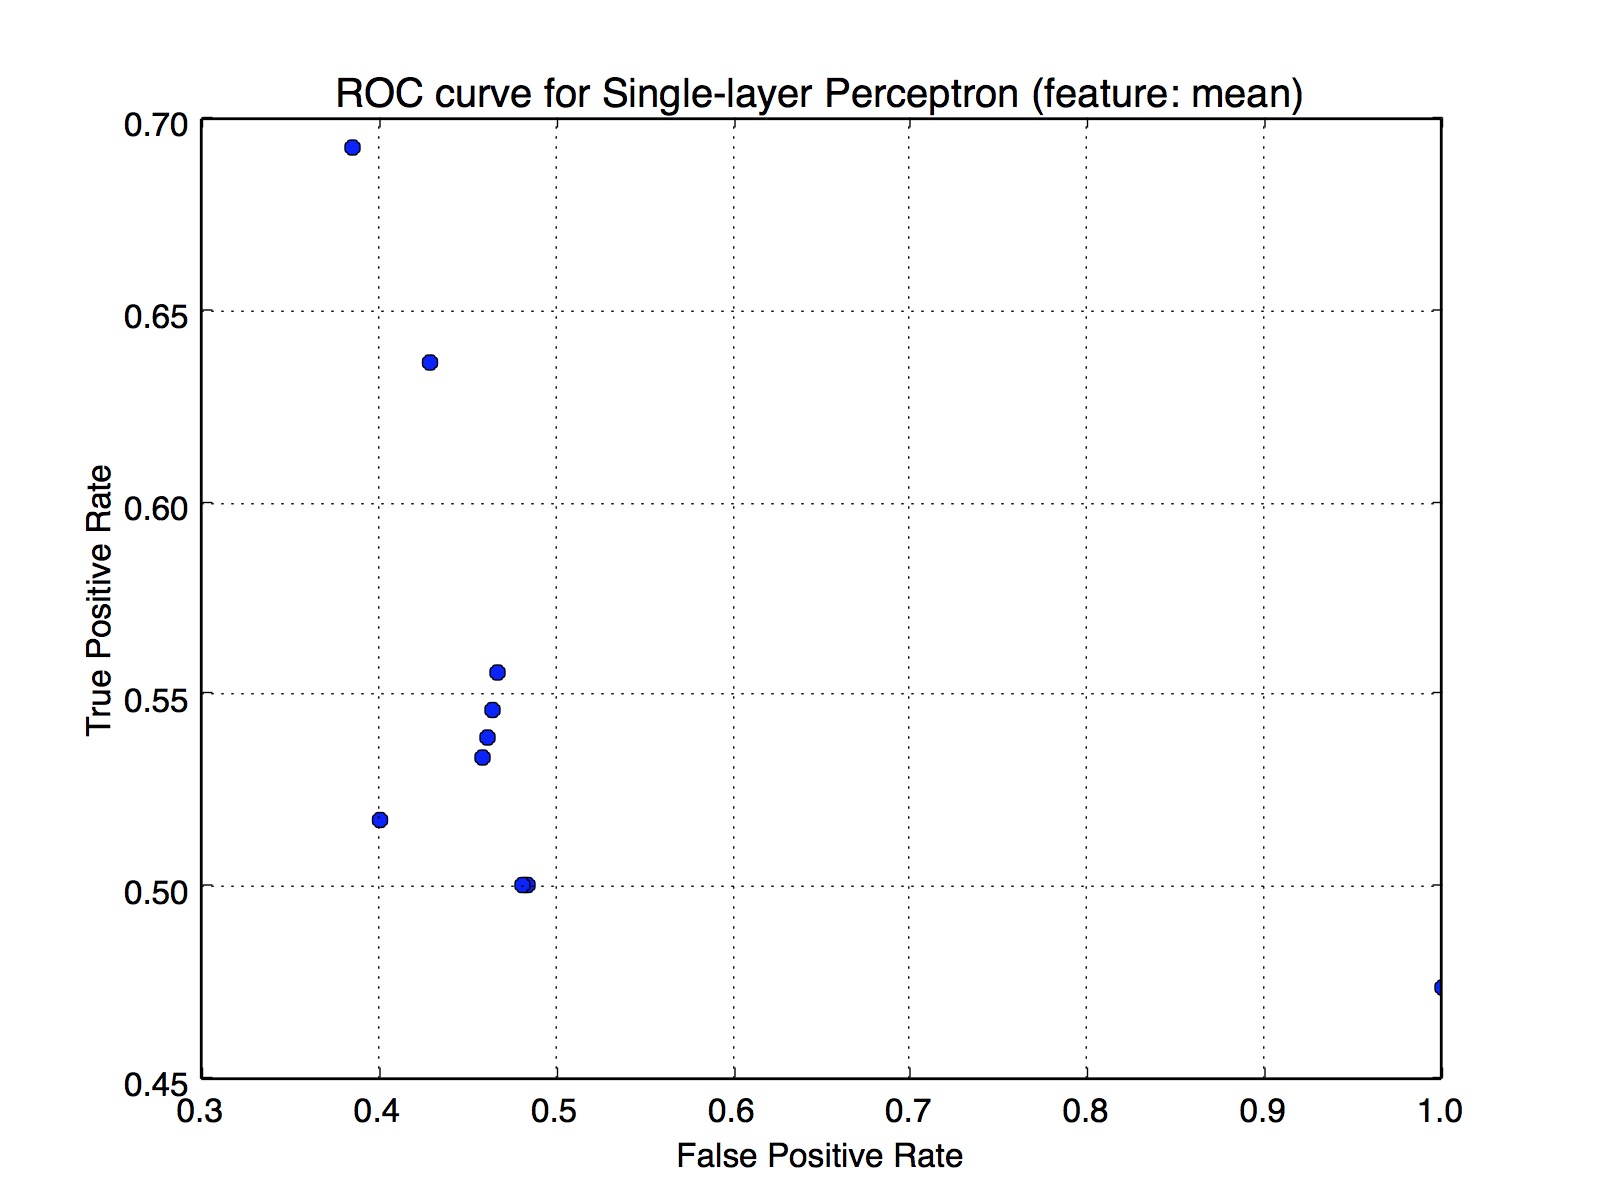 ROC curve for Single-layer Perceptron (feature: mean)
0.70
0.65
0.60
0.55
0.50
0.45
True Positive Rate
0.3 0.4 0.5 0.6 0.7 0.8 0.9 1.0
False Positive Rate